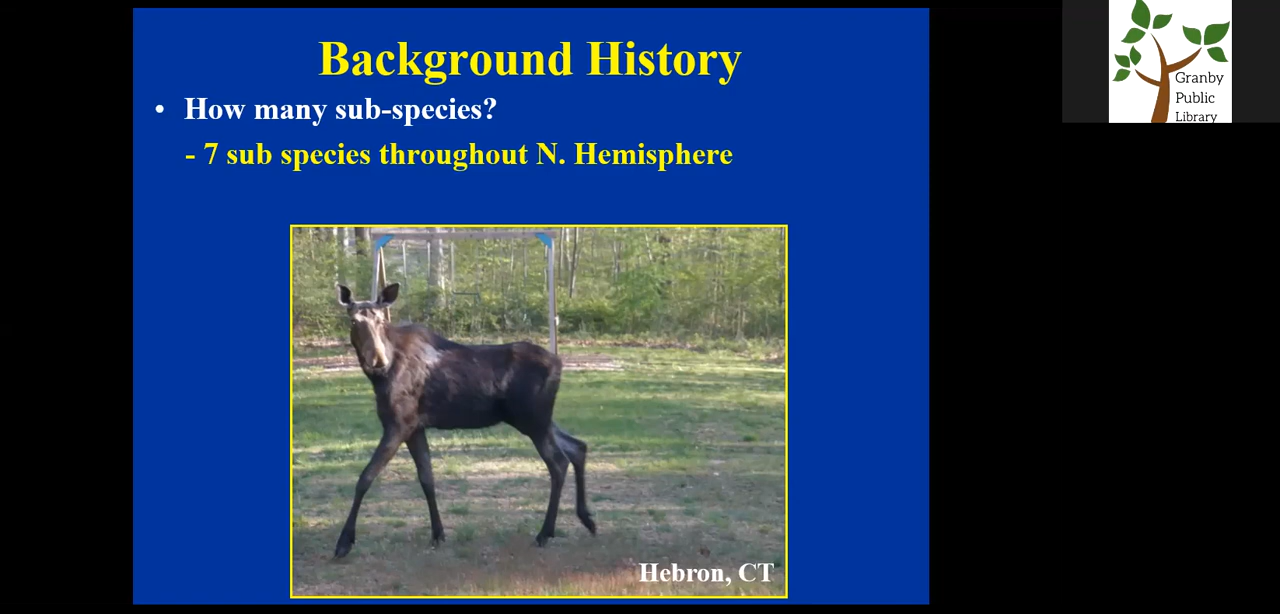 Background History
• How many sub-species?
- 7 sub species throughout N. Hemisphere
Hebron, CT
Granby
Public
Library